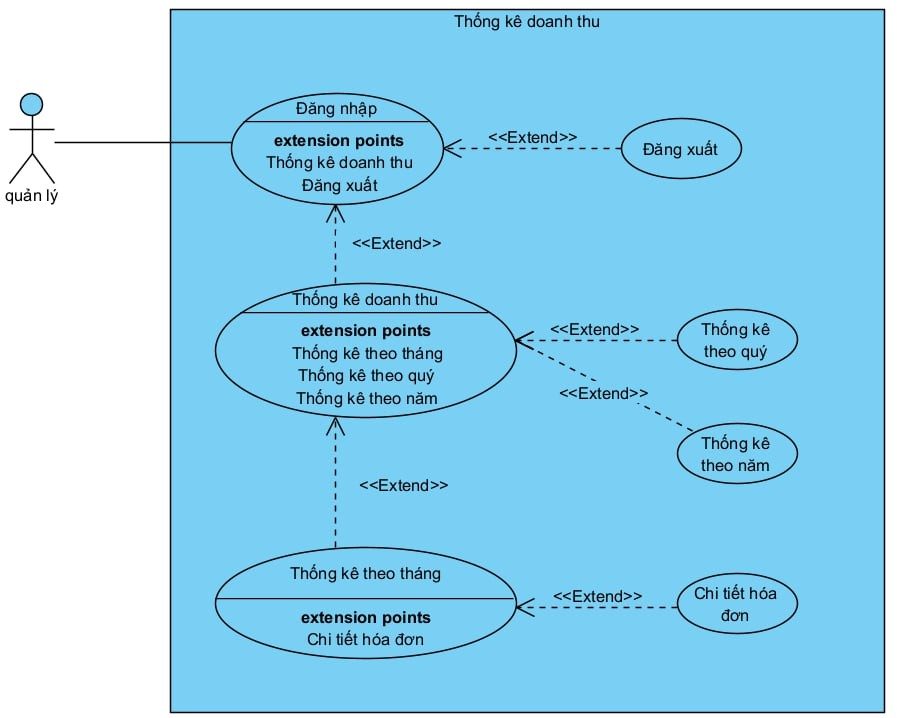 Thống kê doanh thu
quản lý
Đăng nhập
extension points
Thống kê doanh thu
Đăng xuất
<<Extend>>
Đăng xuất
<<Extend>>
Thống kê doanh thu
extension points
Thống kê theo tháng
Thống kê theo quý
Thống kê theo năm
<<Extend>>
Thống kê
theo quý
<<Extend>>
Thống kê
theo năm
<<Extend>>
Thống kê theo tháng
extension points
Chi tiết hóa đơn
<<Extend>>
Chi tiết hóa
đơn